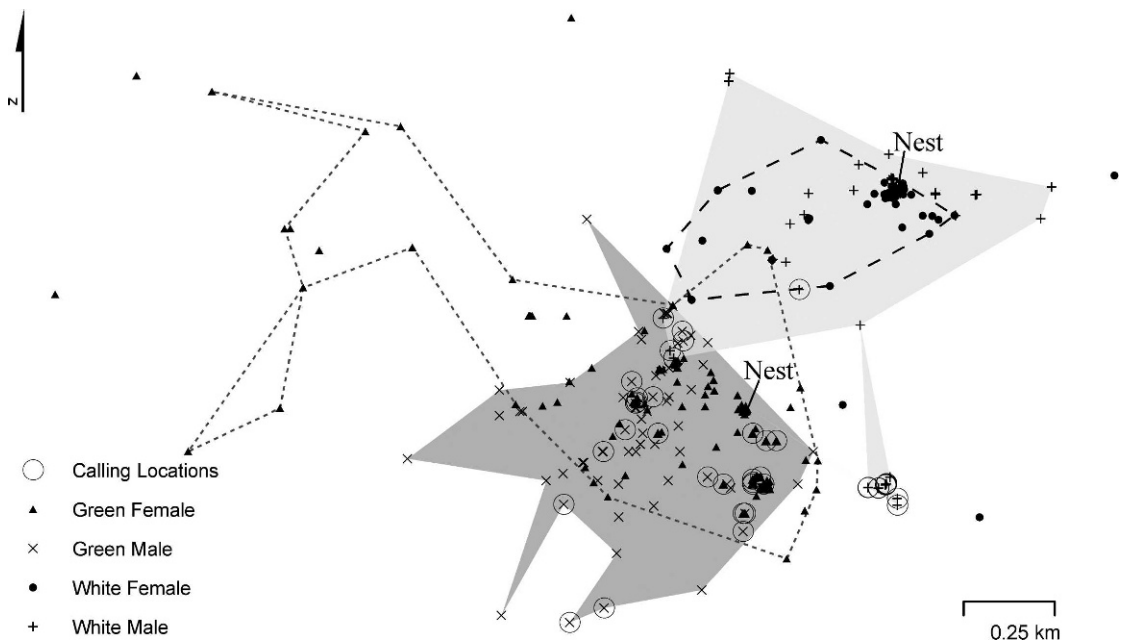 Z
Nest
Nest
Calling Locations
Green Female
Green Male
White Female
White Male
0.25 km